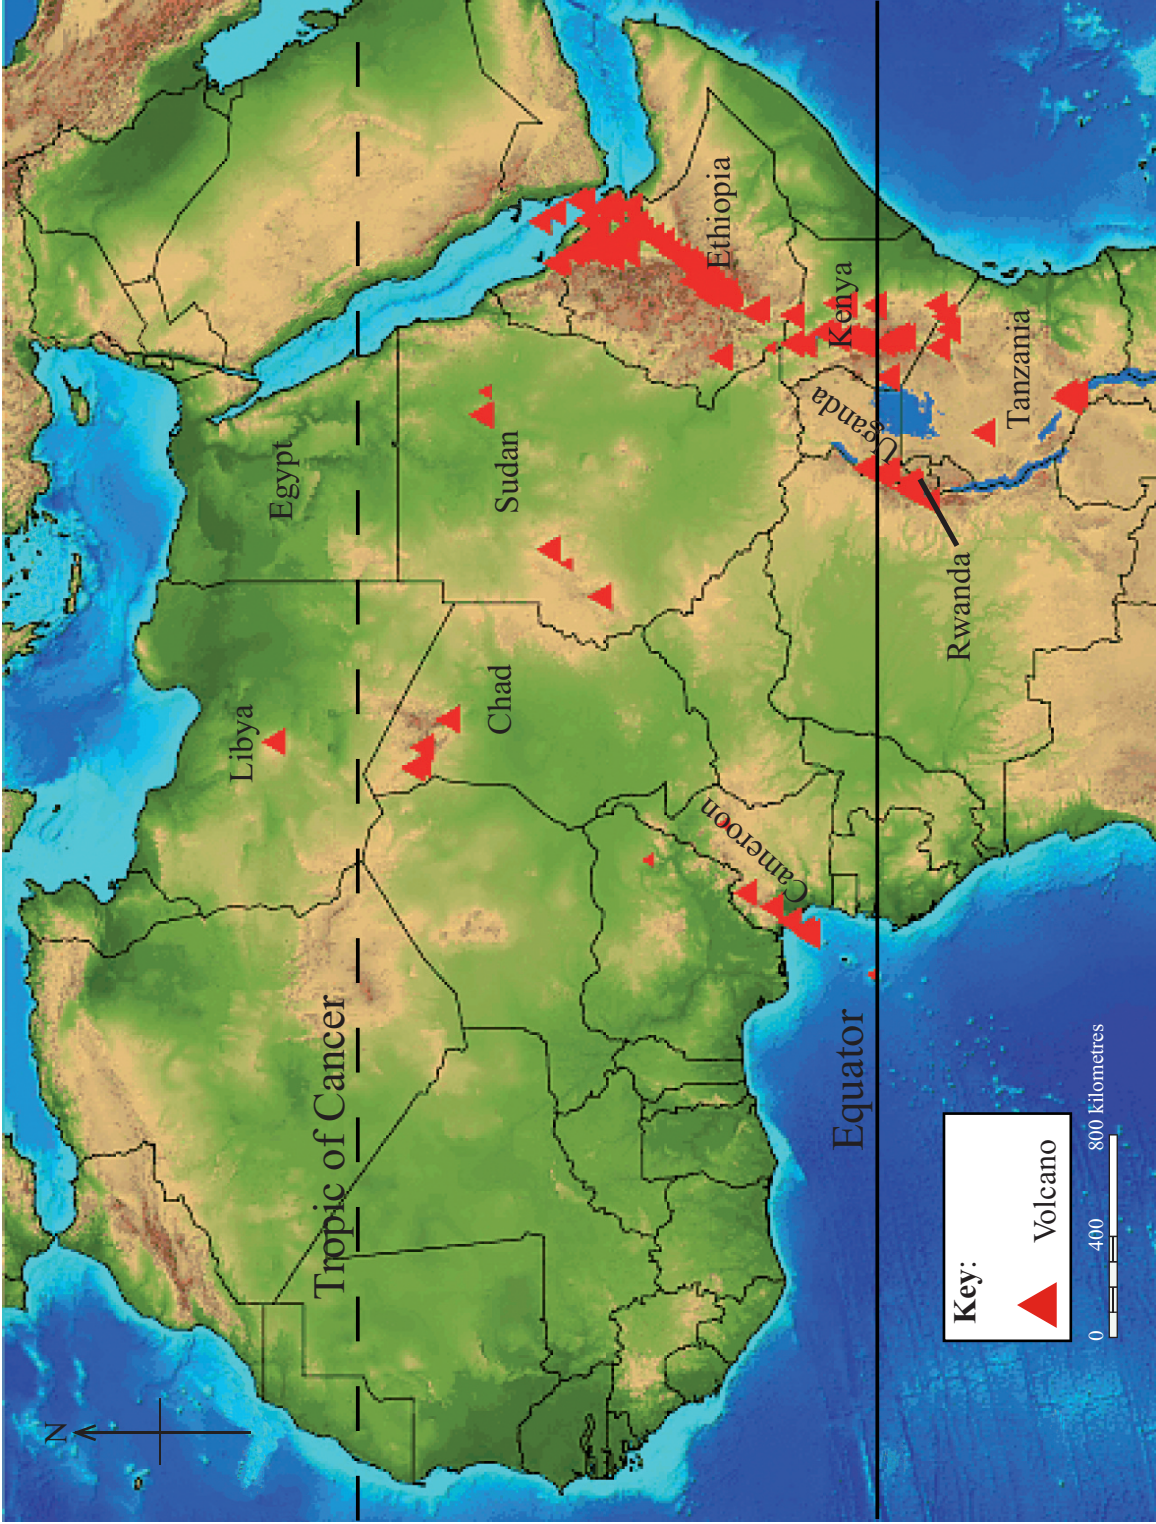 N
Tropic of Cancer
Libya
Egypt
Chad
Sudan
Ethiopia
Cameroon
Uganda
Kenya
Equator
Rwanda
Tanzania
Key:
Volcano
0 400 800 kilometres